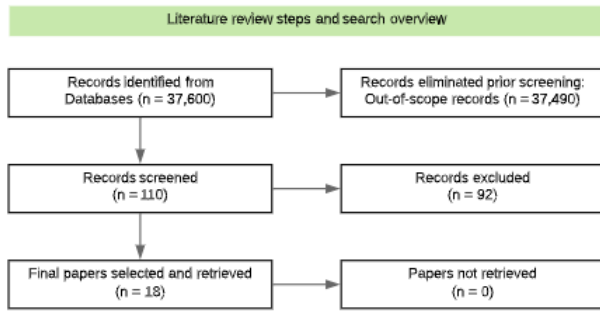 Literature review steps and search overview
Records identified from
Databases (n = 37,600)
Records eliminated prior screening:
Out-of-scope records (n = 37,490)
Records screened
(n = 110)
Records excluded
(n = 92)
Final papers selected and retrieved
(n = 18)
Papers not retrieved
(n = 0)